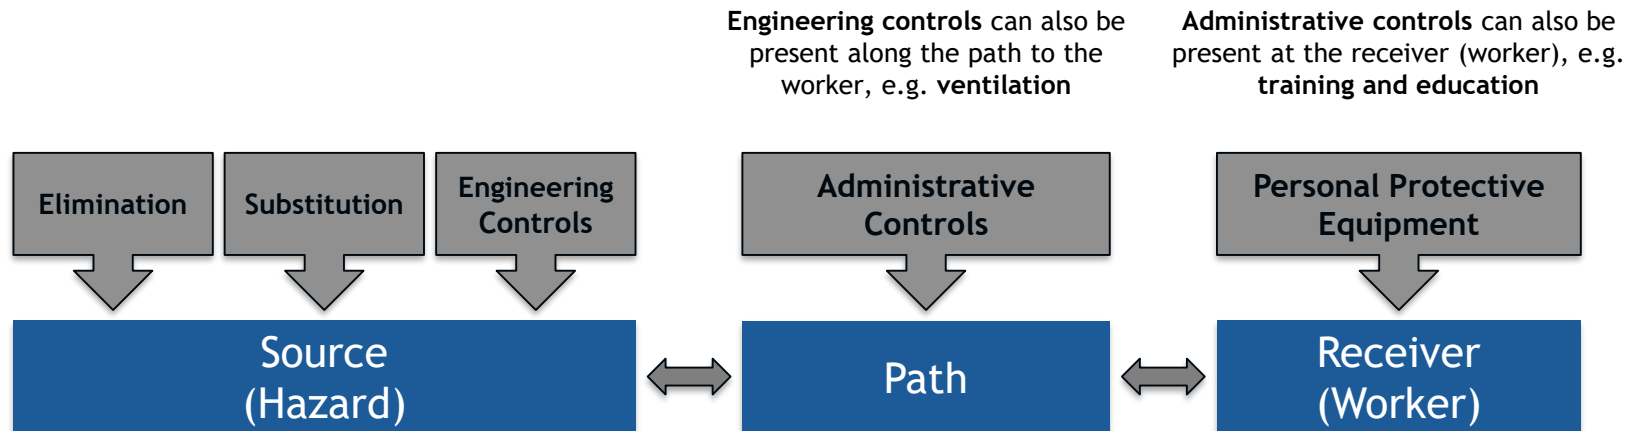 Engineering controls can also be
present along the path to the
worker, e.g. ventilation
Administrative controls can also be
present at the receiver (worker), e.g.
training and education
Elimination
Substitution
Engineering
Controls
Administrative
Controls
Personal Protective
Equipment
Source
(Hazard)
Path
Receiver
(Worker)